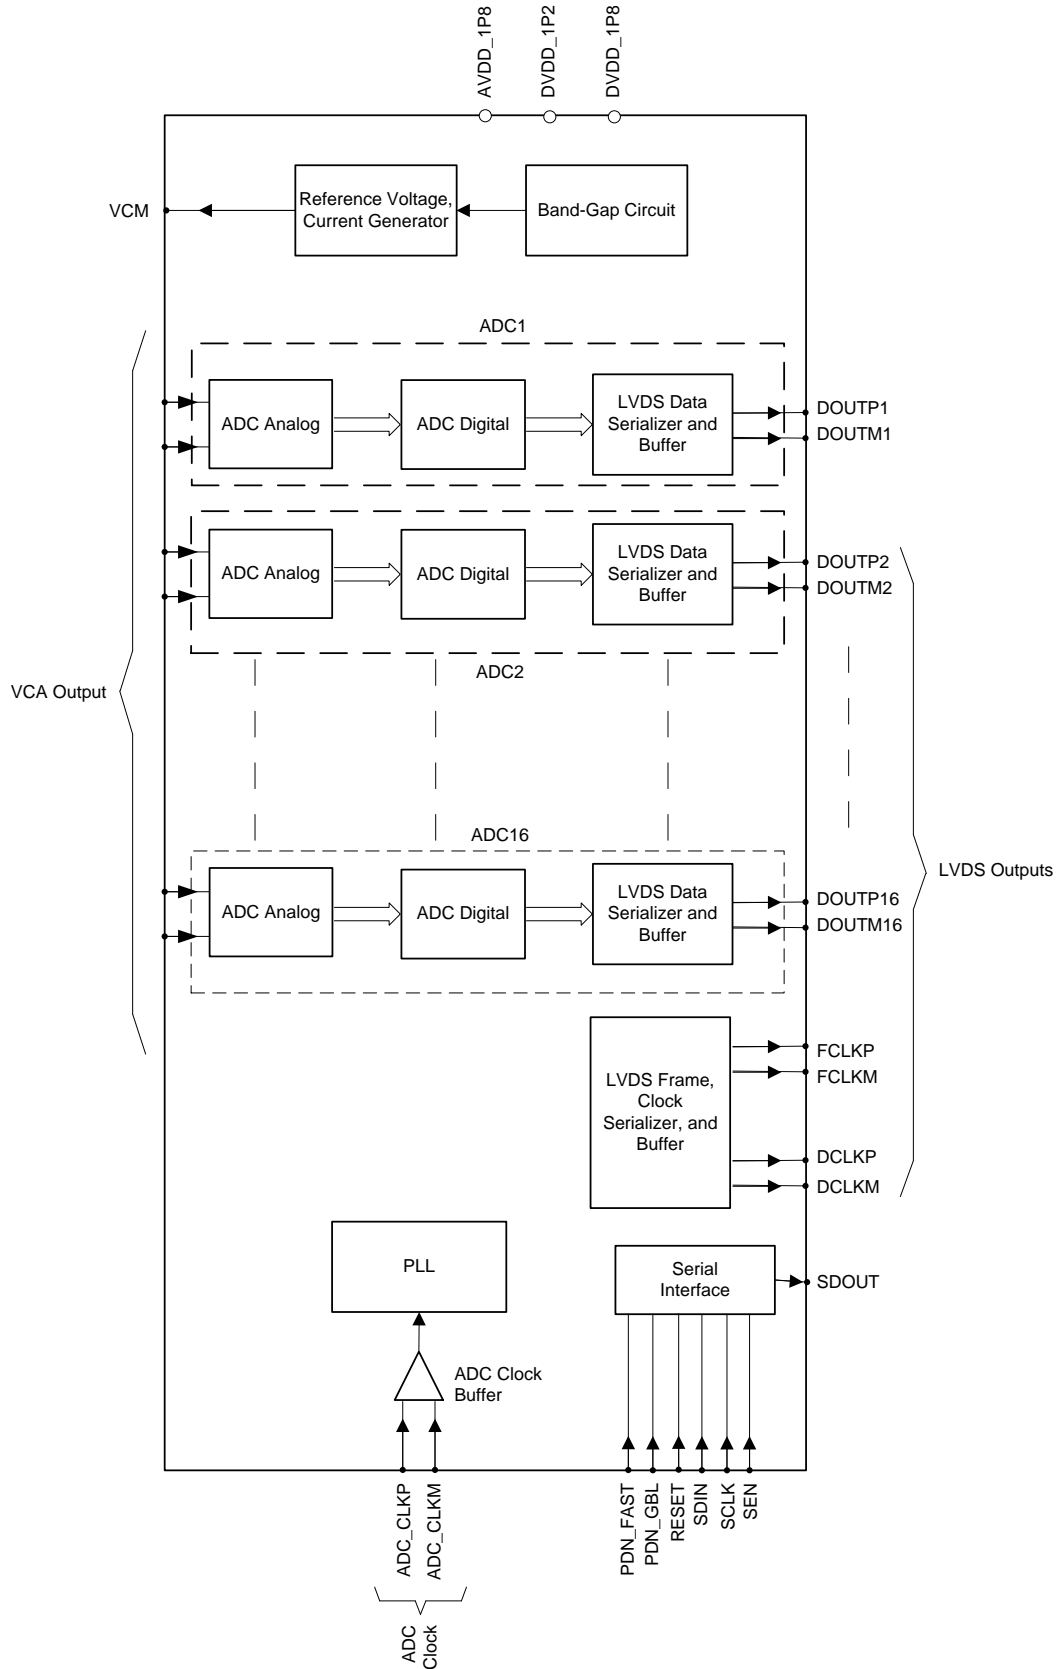 AVDD_1P8
DVDD_1P2
DVDD_1P8
VCM
Reference Voltage,
Current Generator
Band-Gap Circuit
ADC1
ADC Analog
ADC Digital
LVDS Data
Serializer and
Buffer
DOUTP1
DOUTM1
ADC Analog
ADC Digital
LVDS Data
Serializer and
Buffer
DOUTP2
DOUTM2
ADC2
VCA Output
ADC16
ADC Analog
ADC Digital
LVDS Data
Serializer and
Buffer
DOUTP16
DOUTM16
LVDS Outputs
LVDS Frame,
Clock
Serializer, and
Buffer
FCLKP
FCLKM
DCLKP
DCLKM
PLL
Serial
Interface
SDOUT
ADC Clock
Buffer
ADC_CLKP
ADC_CLKM
PDN_FAST
PDN_GBL
RESET
SDIN
SCLK
SEN
ADC
Clock